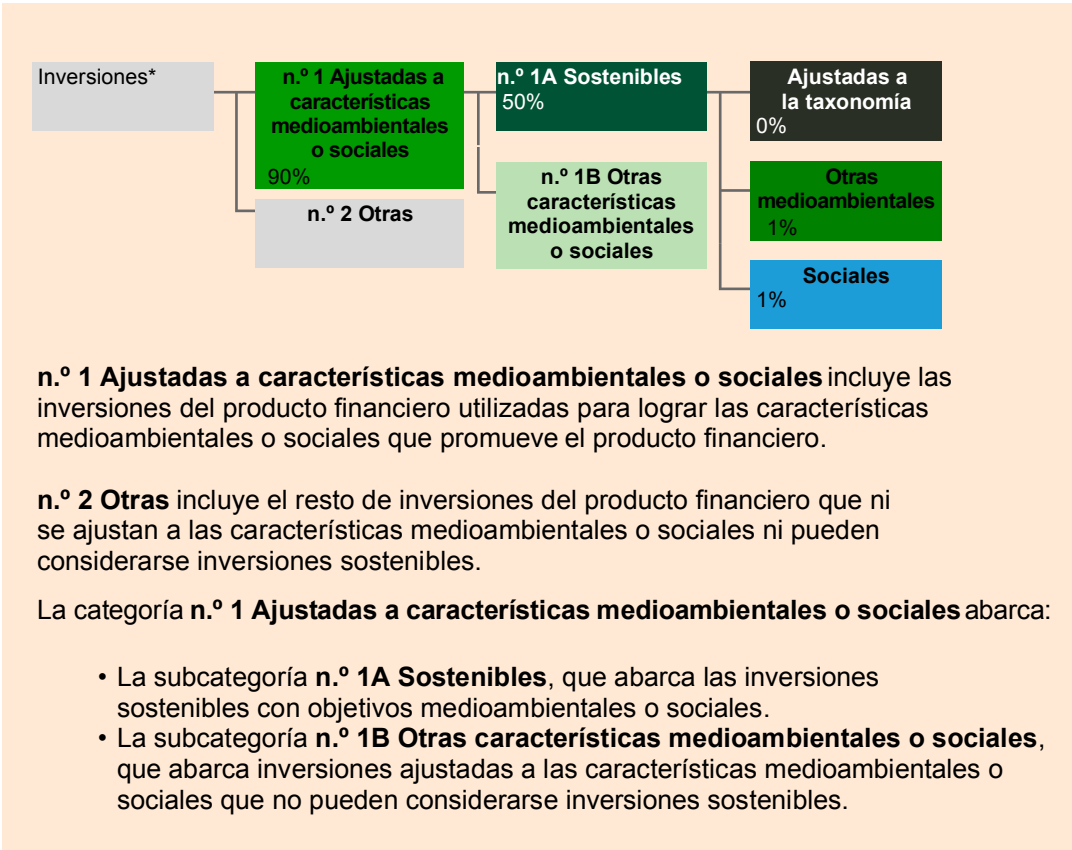 Inversiones*
n.º 1 Ajustadas a
características
medioambientales
o sociales
90%
n.º 2 Otras
n.º 1A Sostenibles
50%
n.º 1B Otras
características
medioambientales
o sociales
Ajustadas a
la taxonomía
0%
Otras
medioambientales
1%
Sociales
1%
n.º 1 Ajustadas a características medioambientales o sociales incluye las
inversiones del producto financiero utilizadas para lograr las características
medioambientales o sociales que promueve el producto financiero.
n.º 2 Otras incluye el resto de inversiones del producto financiero que ni
se ajustan a las características medioambientales o sociales ni pueden
considerarse inversiones sostenibles.
La categoría n.º 1 Ajustadas a características medioambientales o sociales abarca:
• La subcategoría n.º 1A Sostenibles, que abarca las inversiones
sostenibles con objetivos medioambientales o sociales.
• La subcategoría n.º 1B Otras características medioambientales o sociales,
que abarca inversiones ajustadas a las características medioambientales o
sociales que no pueden considerarse inversiones sostenibles.